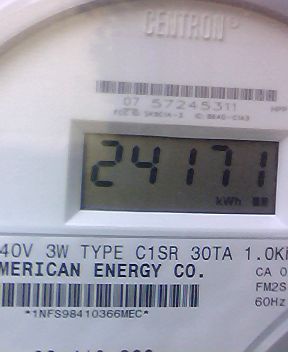 CENTRON®
07 57245311
24171
kWh
40V 3W TYPE C1SR 30TA 1.0K
MERICAN ENERGY CO.
CA 0
FM2S
60Hz
*1NFS98410366MEC*